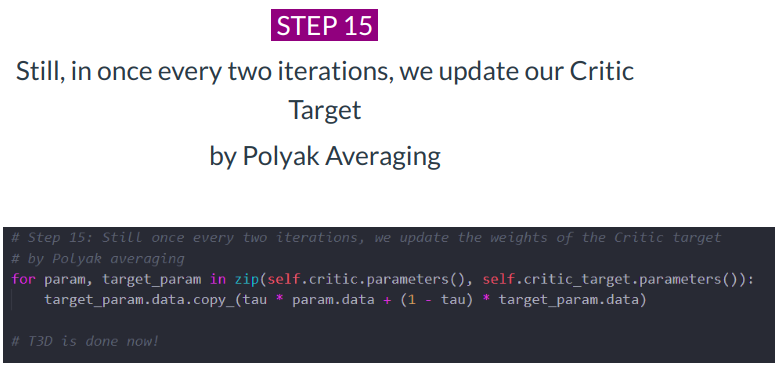 STEP 15
Still, in once every two iterations, we update our Critic
Target
by Polyak Averaging
# Step 15: Still once every two iterations, we update the weights of the Critic target
# by Polyak averaging
for param, target_param in zip(self.critic.parameters(), self.critic_target.parameters()):
    target_param.data.copy_(tau * param.data + (1 - tau) * target_param.data)
# T3D is done now!